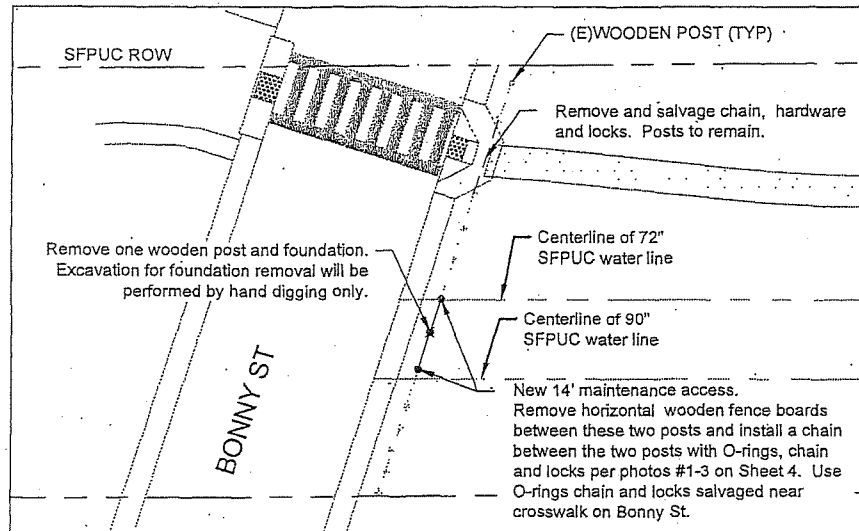 (E)WOODEN POST (TYP)
SFPUC ROW
Remove and salvage chain, hardware
and locks. Posts to remain.
Remove one wooden post and foundation.
Excavation for foundation removal will be
performed by hand digging only.
Centerline of 72"
SFPUC water line
Centerline of 90"
SFPUC water line
BONNY ST
New 14' maintenance access.
Remove horizontal wooden fence boards
between these two posts and install a chain
between the two posts with O-rings, chain
and locks per photos #1-3 on Sheet 4. Use
O-rings chain and locks salvaged near
crosswalk on Bonny St.